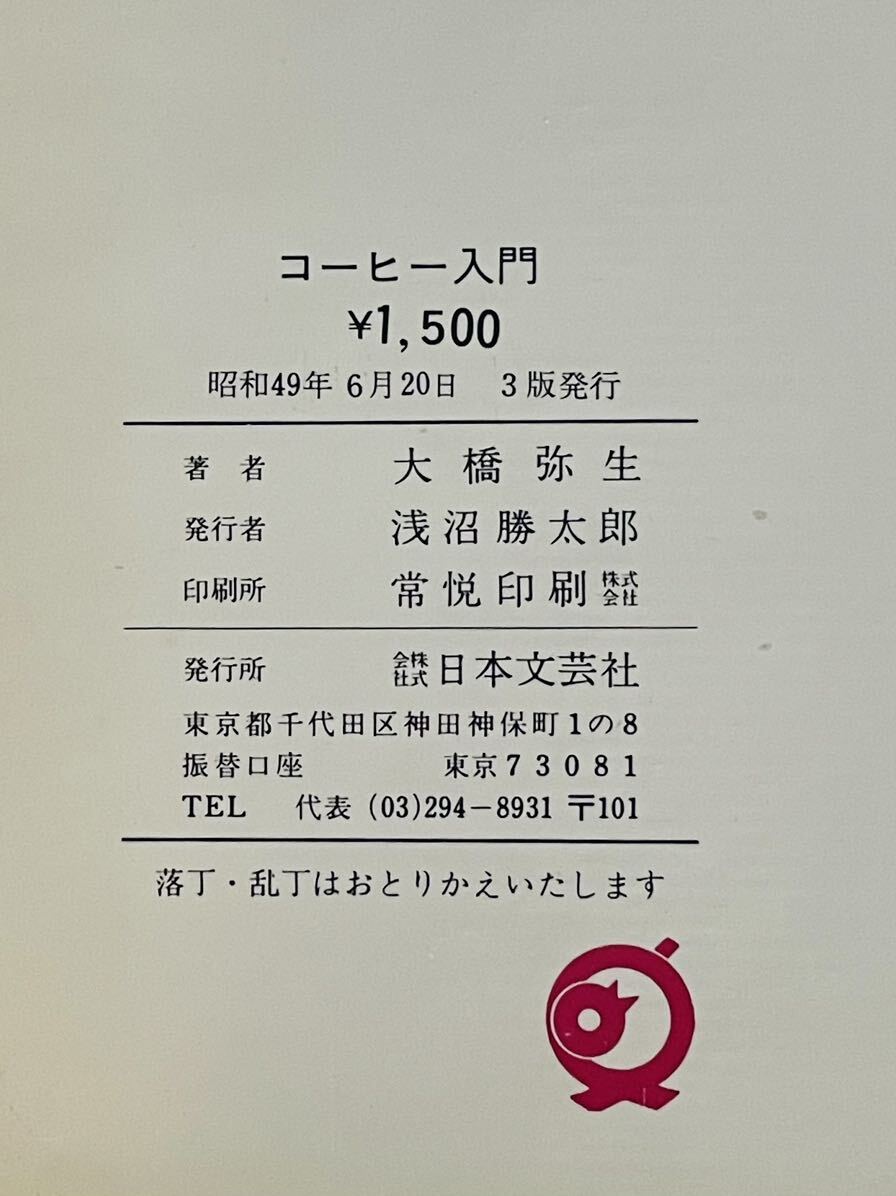 コーヒー入門
¥1,500
昭和49年 6月20日 3版発行
著者 大橋弥生
発行者 浅沼勝太郎
印刷所 常悦印刷株式会社
発行所 株式会社日本文芸社
東京都千代田区神田神保町1の8
振替口座 東京73081
TEL 代表(03)294-8931 〒101
落丁・乱丁はおとりかえいたします